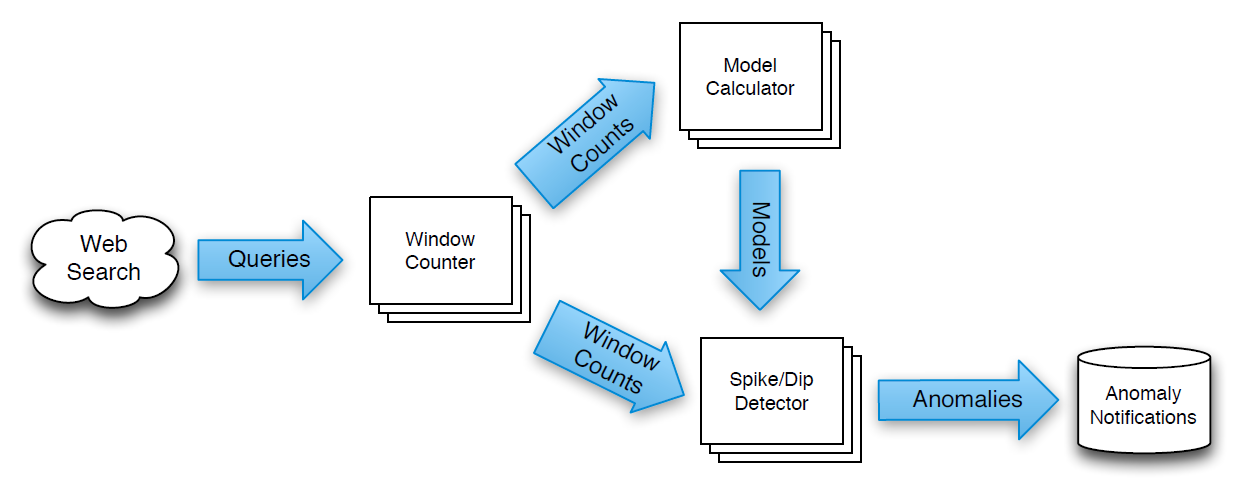 Web
Search
Queries
Window
Counter
Window
Counts
Model
Calculator
Models
Window
Counts
Spike/Dip
Detector
Anomalies
Anomaly
Notifications